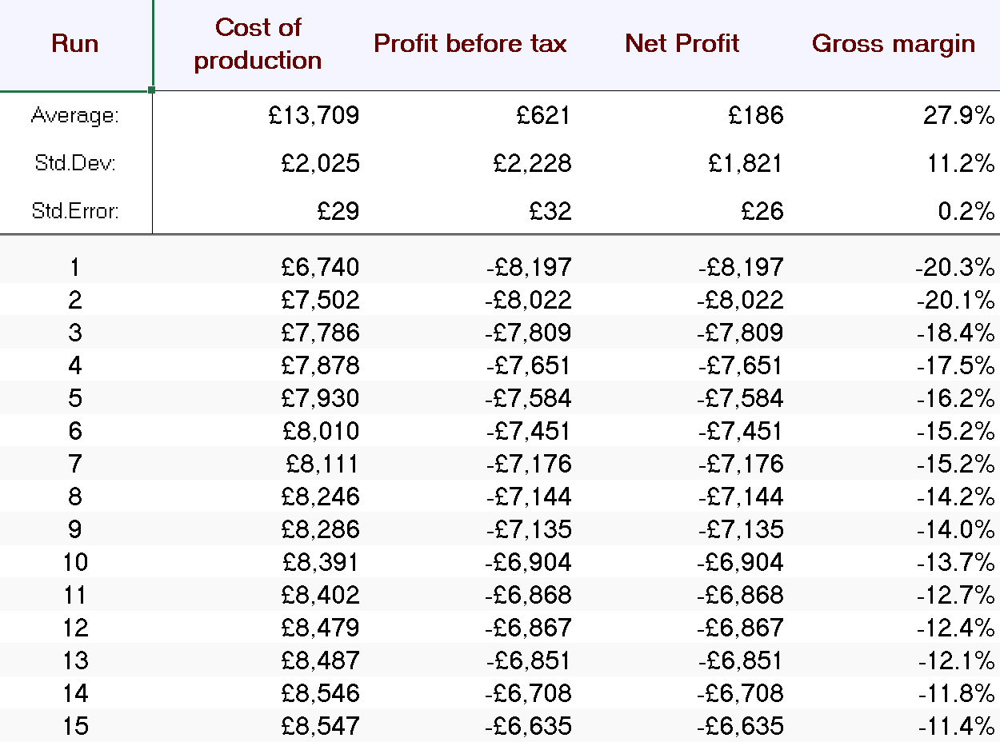 Run Cost of production Profit before tax Net Profit Gross margin
Average: £13,709 £621 £186 27.9%
Std.Dev: £2,025 £2,228 £1,821 11.2%
Std.Error: £29 £32 £26 0.2%
1 £6,740 -£8,197 -£8,197 -20.3%
2 £7,502 -£8,022 -£8,022 -20.1%
3 £7,786 -£7,809 -£7,809 -18.4%
4 £7,878 -£7,651 -£7,651 -17.5%
5 £7,930 -£7,584 -£7,584 -16.2%
6 £8,010 -£7,451 -£7,451 -15.2%
7 £8,111 -£7,176 -£7,176 -15.2%
8 £8,246 -£7,144 -£7,144 -14.2%
9 £8,286 -£7,135 -£7,135 -14.0%
10 £8,391 -£6,904 -£6,904 -13.7%
11 £8,402 -£6,868 -£6,868 -12.7%
12 £8,479 -£6,867 -£6,867 -12.4%
13 £8,487 -£6,851 -£6,851 -12.1%
14 £8,546 -£6,708 -£6,708 -11.8%
15 £8,547 -£6,635 -£6,635 -11.4%